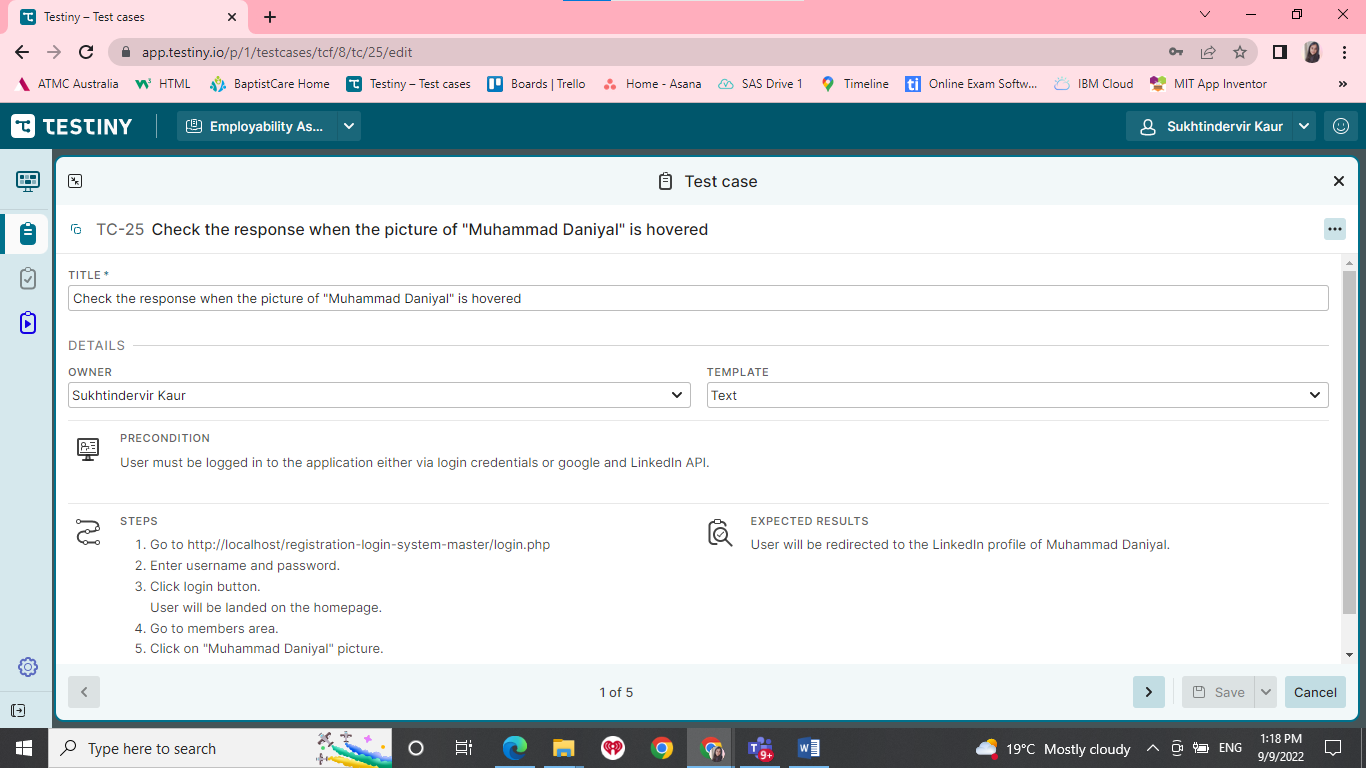 Testiny – Test cases
app.testiny.io/p/1/testcases/tcf/8/tc/25/edit
ATMC Australia HTML BaptistCare Home Testiny – Test cases Boards | Trello Home - Asana SAS Drive 1 Timeline Online Exam Softw... IBM Cloud MIT App Inventor »
TESTINY Employability As... Sukhtindervir Kaur
Test case
TC-25 Check the response when the picture of "Muhammad Daniyal" is hovered
TITLE *
Check the response when the picture of "Muhammad Daniyal" is hovered
DETAILS
OWNER TEMPLATE
Sukhtindervir Kaur Text
PRECONDITION
User must be logged in to the application either via login credentials or google and LinkedIn API.
STEPS EXPECTED RESULTS
1. Go to http://localhost/registration-login-system-master/login.php User will be redirected to the LinkedIn profile of Muhammad Daniyal.
2. Enter username and password.
3. Click login button.
User will be landed on the homepage.
4. Go to members area.
5. Click on "Muhammad Daniyal" picture.
1 of 5 Save Cancel
Type here to search 9+ 19°C Mostly cloudy ENG 1:18 PM
9/9/2022